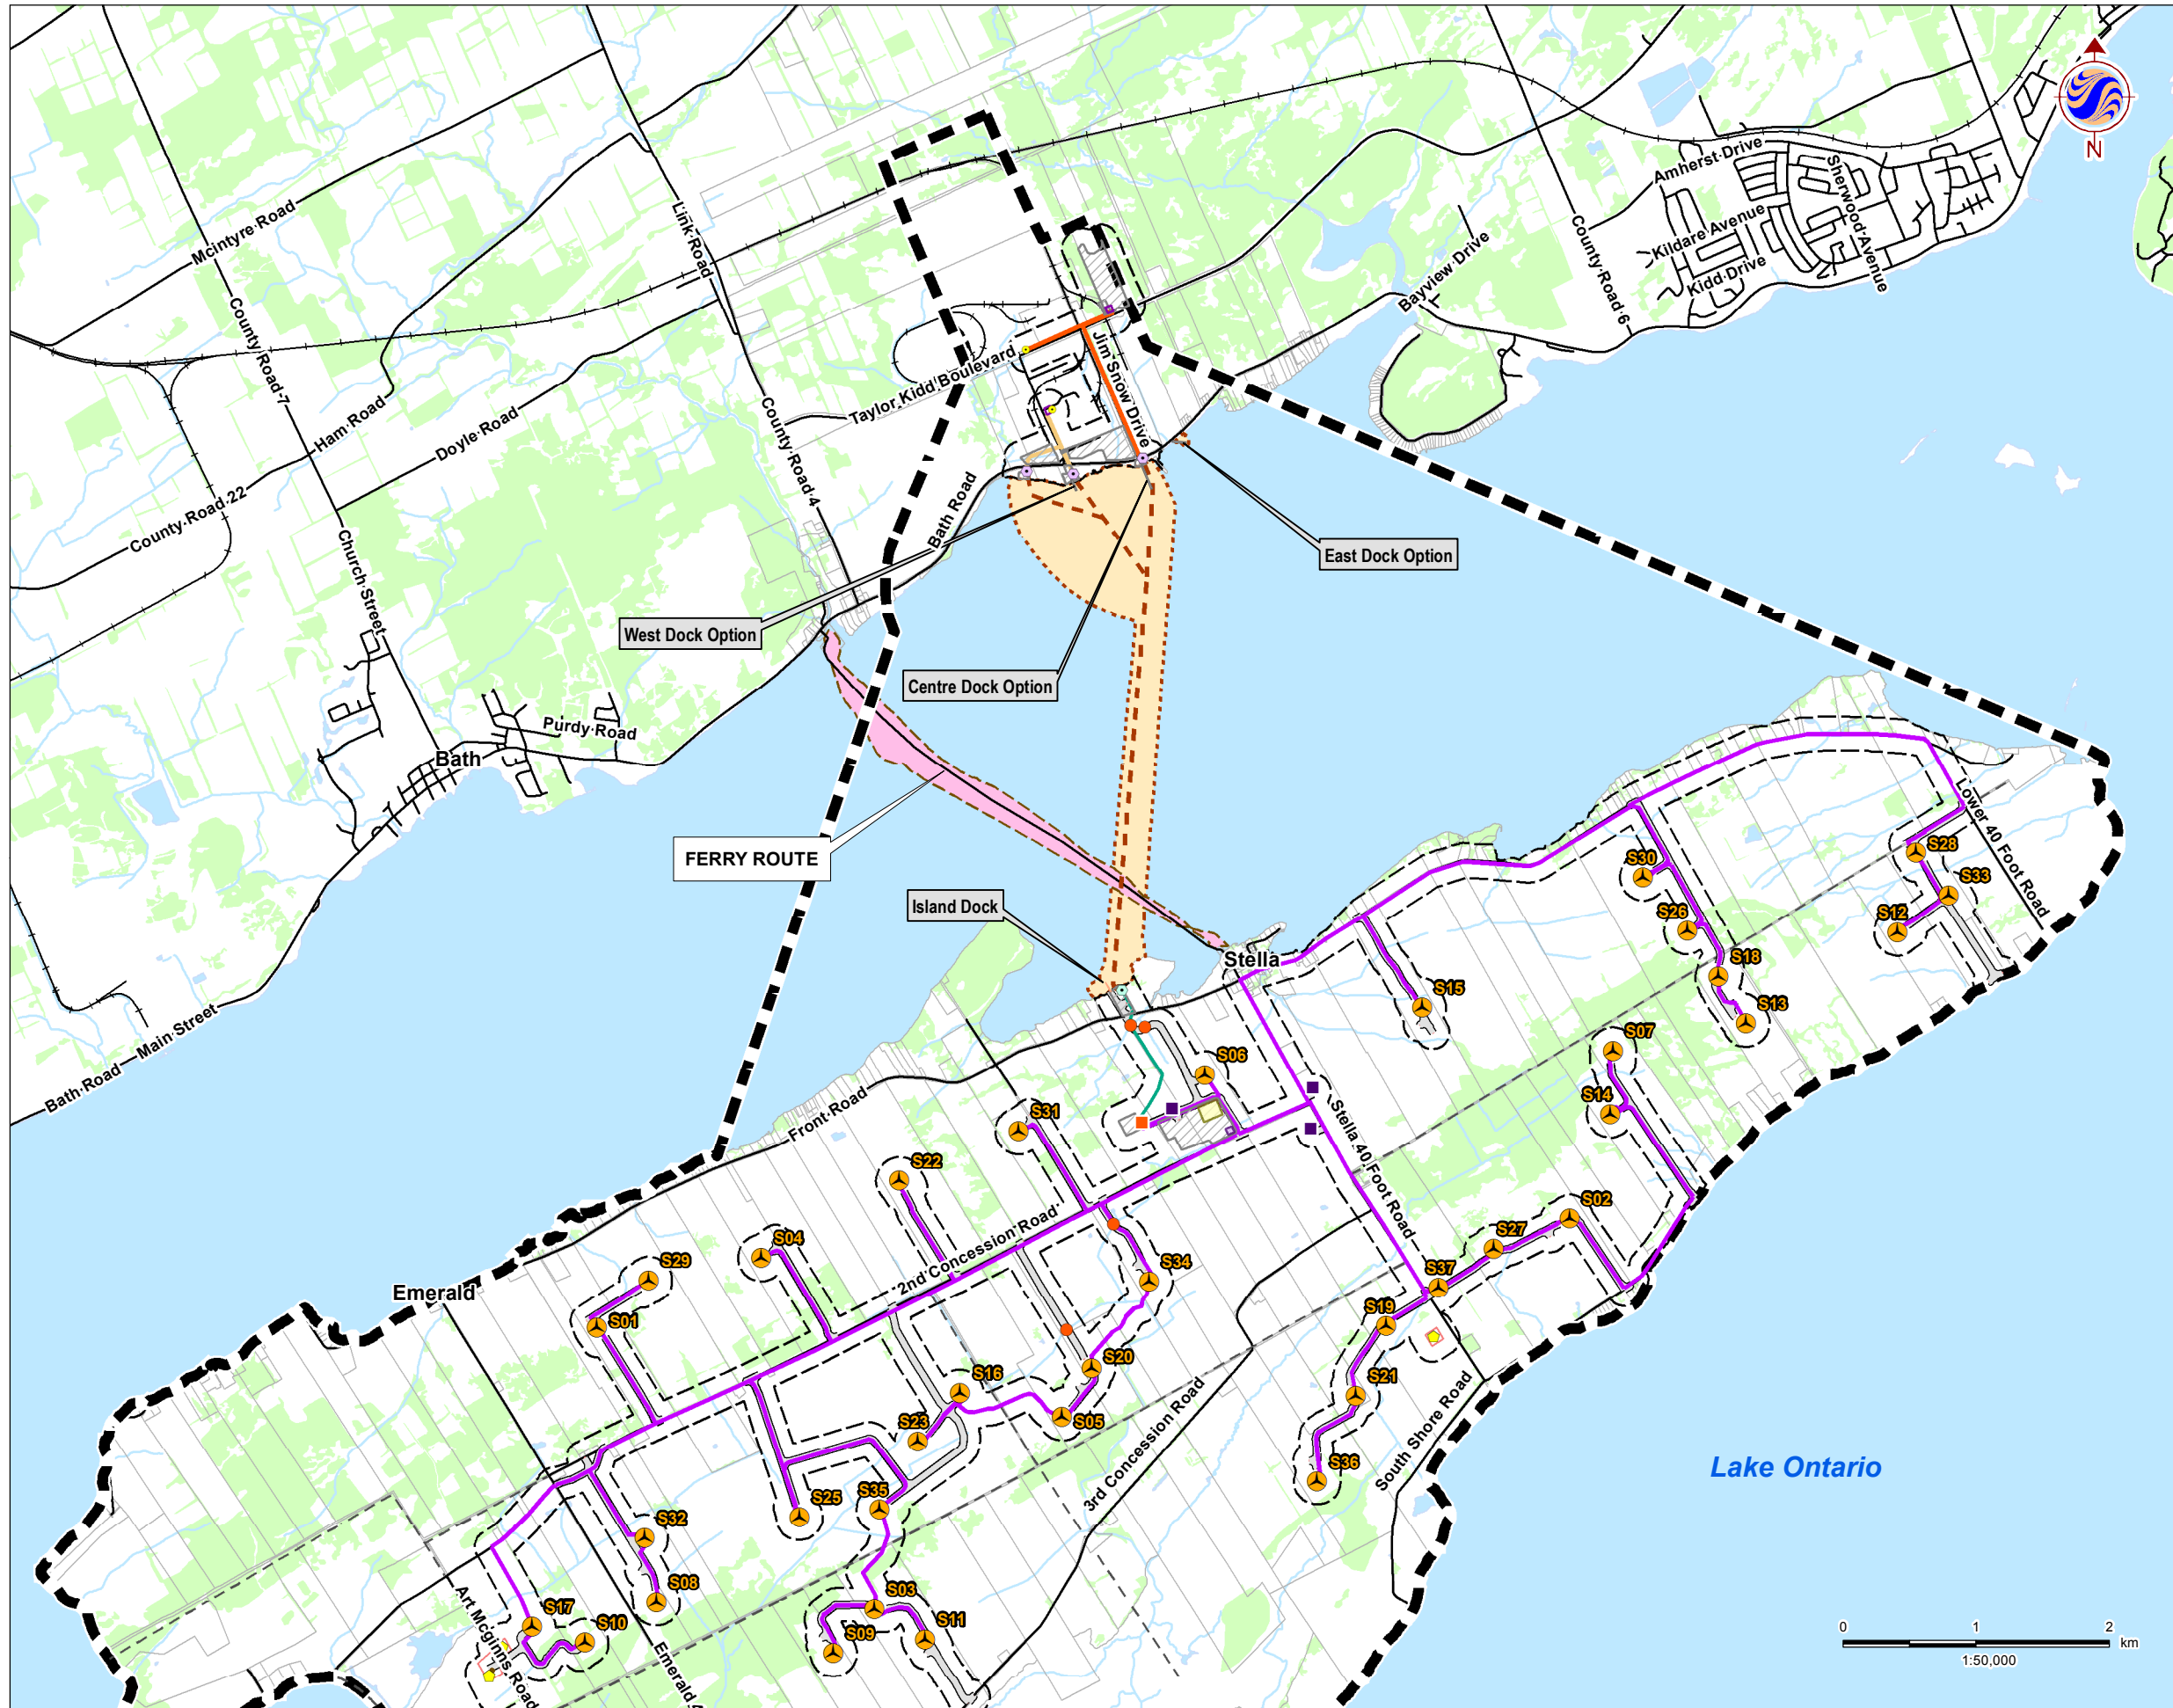 N
Amherst Drive
Sherwood Avenue
Kildare Avenue
Kidd Drive
County Road 6
Bayview Drive
Mcintyre Road
Link Road
County Road 7
Taylor Kidd Boulevard
Jim Snow Drive
Ham Road
Doyle Road
County Road 4
County Road 22
Bath Road
Church Street
East Dock Option
West Dock Option
Centre Dock Option
Purdy Road
Bath
FERRY ROUTE
Island Dock
Lower 40 Foot Road
S28
S30
S33
S26
S12
Stella
S18
S15
S13
Main Street
Bath Road
S07
S06
S14
Front Road
S31
Stella 40 Foot Road
S22
S02
S04
2nd Concession Road
S27
S29
S34
S37
Emerald
S01
S19
S20
S16
S21
S05
S23
3rd Concession Road
South Shore Road
S36
Lake Ontario
S25
S35
S32
S08
S03
S17
S10
S11
S09
Art Mcginns Road
Emerald 4
0 1 2
km
1:50,000